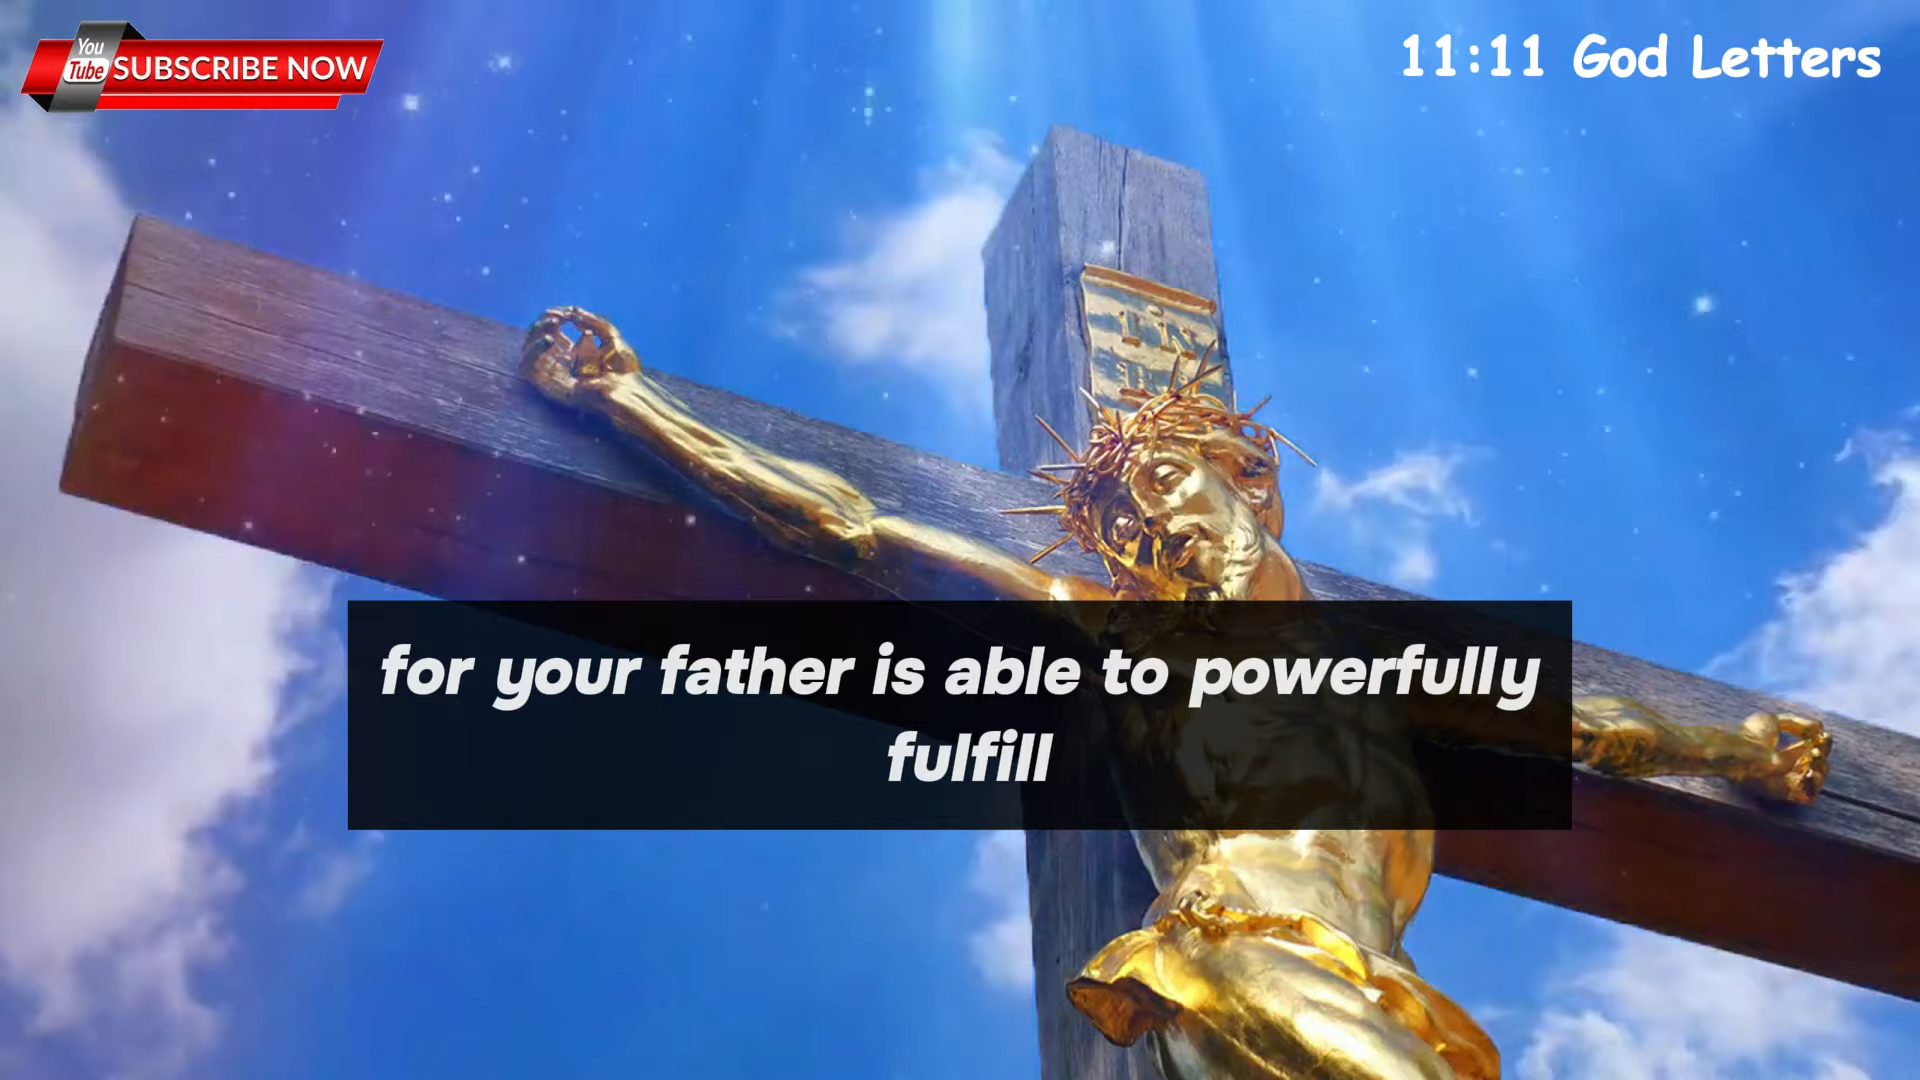 You
Tube
SUBSCRIBE NOW
11:11 God Letters
for your father is able to powerfully
fulfill